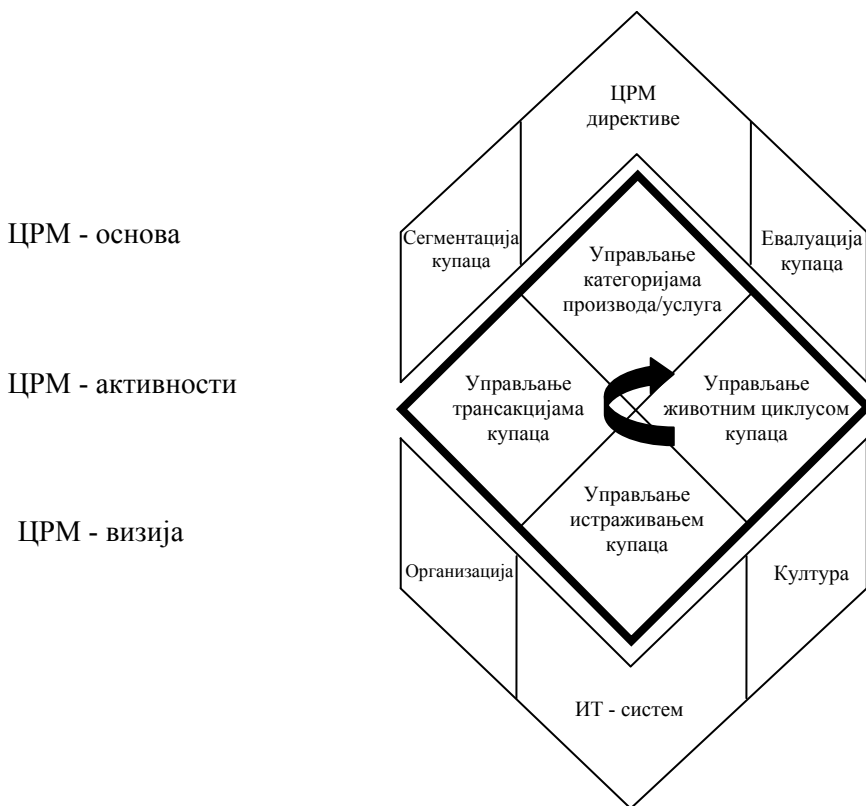 ЦРМ
директиве
ЦРМ - основа
Сегментација
купаца
Евалуација
купаца
Управљање
категоријама
производа/услуга
ЦРМ - активности
Управљање
трансакцијама
купаца
Управљање
животним циклусом
купаца
ЦРМ - визија
Управљање
истраживањем
купаца
Организација
Култура
ИТ - систем